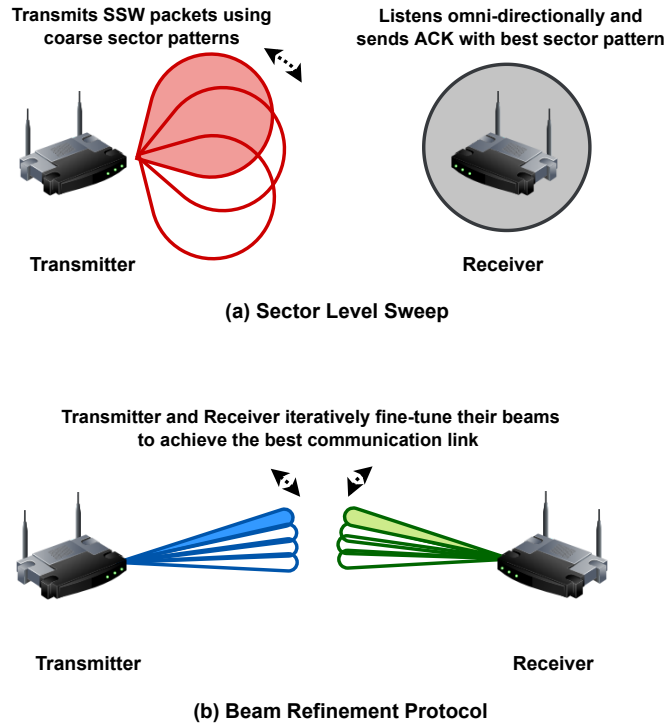 Transmits SSW packets using
coarse sector patterns
Listens omni-directionally and
sends ACK with best sector pattern
Transmitter
Receiver
(a) Sector Level Sweep
Transmitter and Receiver iteratively fine-tune their beams
to achieve the best communication link
Transmitter
Receiver
(b) Beam Refinement Protocol